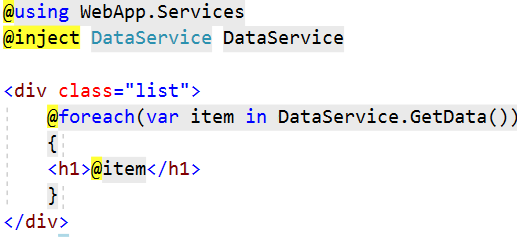 @using WebApp.Services
@inject DataService DataService
<div class="list">
@foreach(var item in DataService.GetData())
{
<h1>@item</h1>
}
</div>